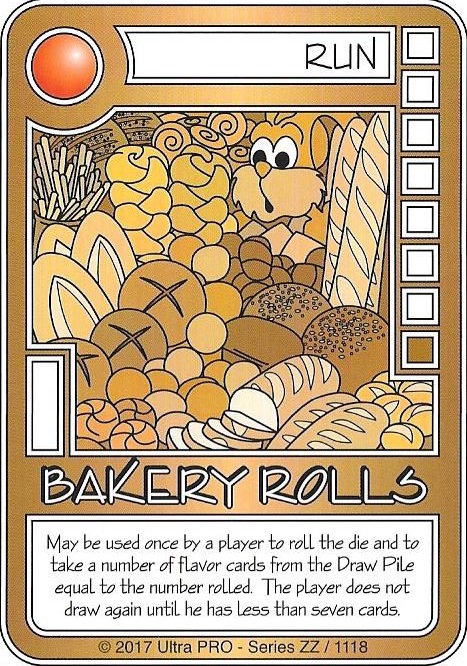 RUN
BAKERY ROLLS
May be used once by a player to roll the die and to
take a number of flavor cards from the Draw Pile
equal to the number rolled. The player does not
draw again until he has less than seven cards.
© 2017 Ultra PRO - Series ZZ / 1118